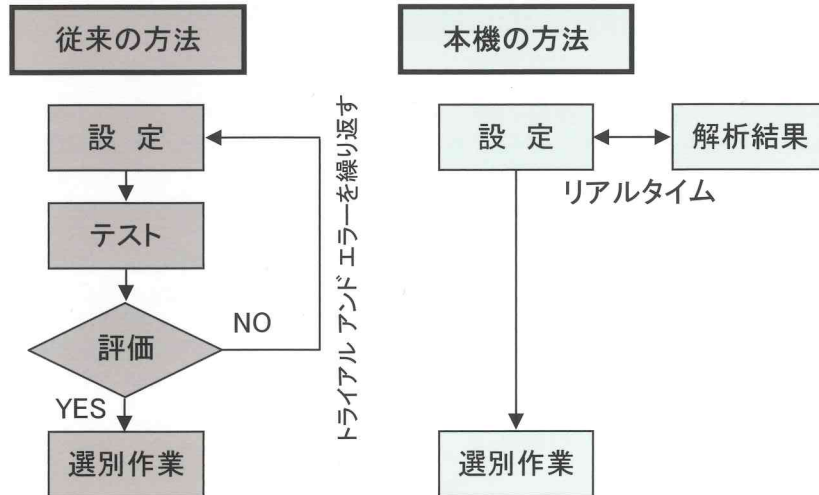 従来の方法
設 定
テスト
評価
NO
YES
選別作業
トライアル アンド エラーを繰り返す
本機の方法
設 定
解析結果
リアルタイム
選別作業